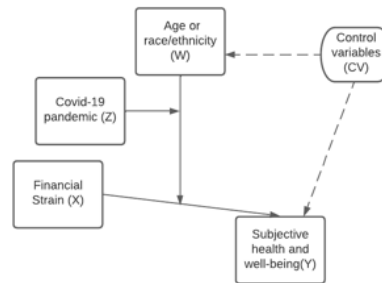 Age or
race/ethnicity
(W)
Control
variables
(CV)
Covid-19
pandemic (Z)
Financial
Strain (X)
Subjective
health and
well-being(Y)